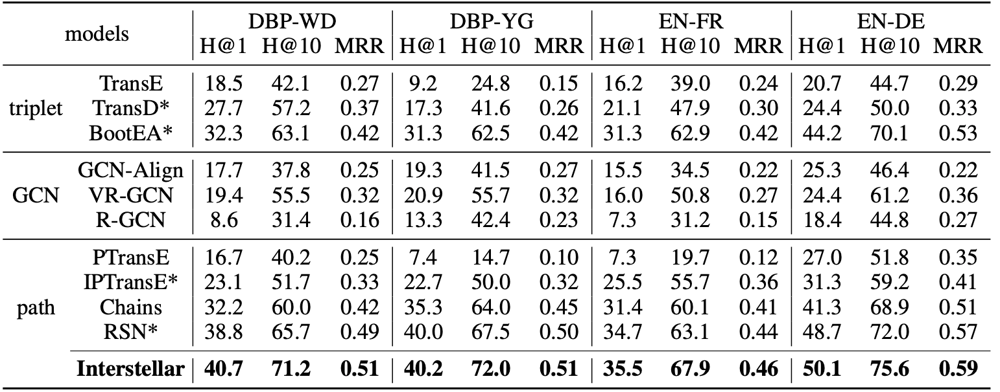 models DBP-WD DBP-YG EN-FR EN-DE
H@1 H@10 MRR H@1 H@10 MRR H@1 H@10 MRR H@1 H@10 MRR
TransE 18.5 42.1 0.27 9.2 24.8 0.15 16.2 39.0 0.24 20.7 44.7 0.29
triplet TransD* 27.7 57.2 0.37 17.3 41.6 0.26 21.1 47.9 0.30 24.4 50.0 0.33
BootEA* 32.3 63.1 0.42 31.3 62.5 0.42 31.3 62.9 0.42 44.2 70.1 0.53
GCN-Align 17.7 37.8 0.25 19.3 41.5 0.27 15.5 34.5 0.22 25.3 46.4 0.22
GCN VR-GCN 19.4 55.5 0.32 20.9 55.7 0.32 16.0 50.8 0.27 24.4 61.2 0.36
R-GCN 8.6 31.4 0.16 13.3 42.4 0.23 7.3 31.2 0.15 18.4 44.8 0.27
PTransE 16.7 40.2 0.25 7.4 14.7 0.10 7.3 19.7 0.12 27.0 51.8 0.35
IPTransE* 23.1 51.7 0.33 22.7 50.0 0.32 25.5 55.7 0.36 31.3 59.2 0.41
path Chains 32.2 60.0 0.42 35.3 64.0 0.45 31.4 60.1 0.41 41.3 68.9 0.51
RSN* 38.8 65.7 0.49 40.0 67.5 0.50 34.7 63.1 0.44 48.7 72.0 0.57
Interstellar 40.7 71.2 0.51 40.2 72.0 0.51 35.5 67.9 0.46 50.1 75.6 0.59